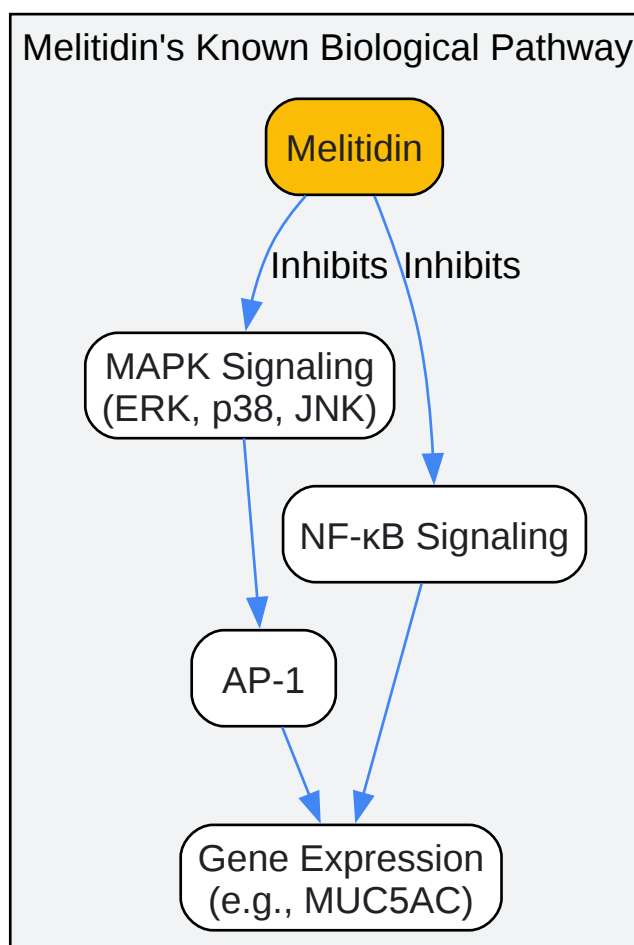 Melitidin's Known Biological Pathway
Melitidin
Inhibits Inhibits
MAPK Signaling
(ERK, p38, JNK)
NF-κB Signaling
AP-1
Gene Expression
(e.g., MUC5AC)